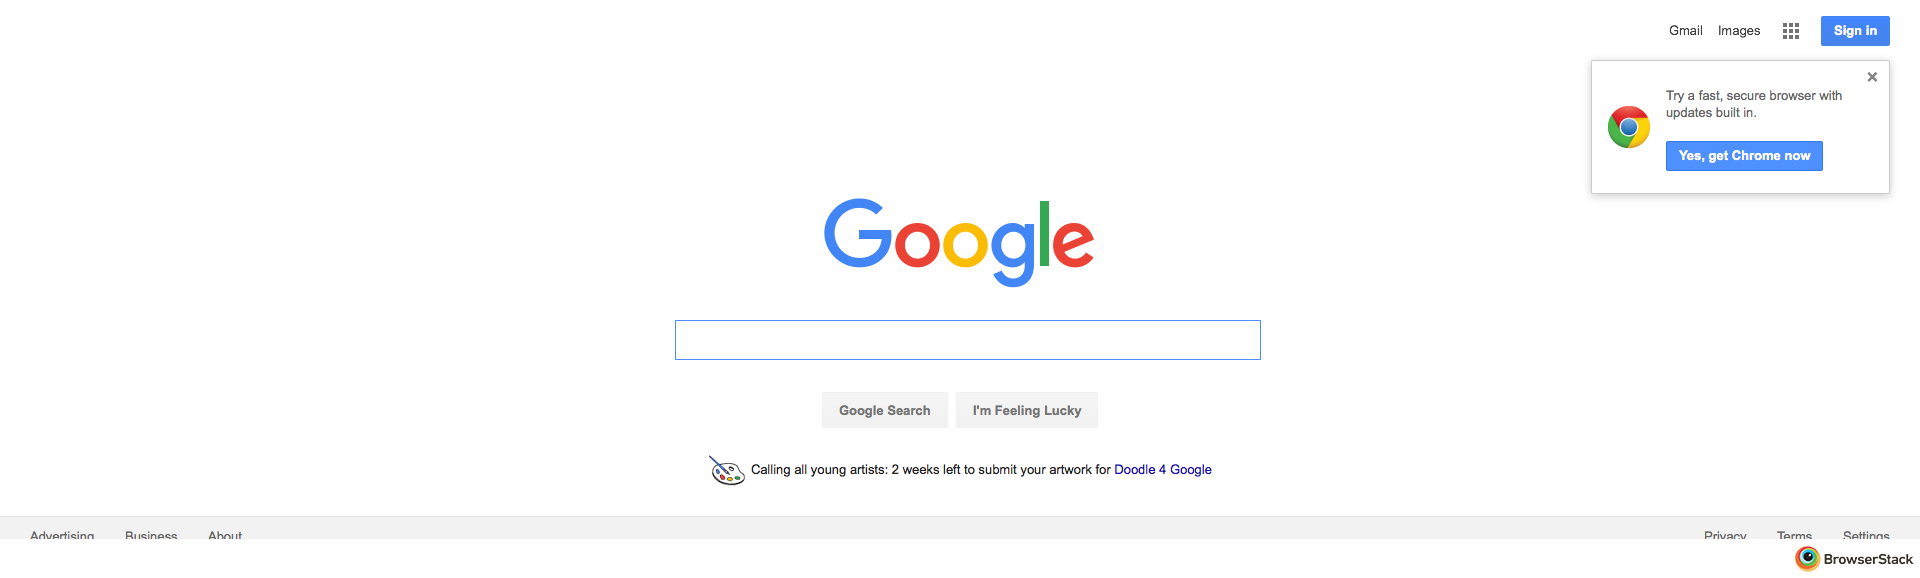 Gmail Images Sign in
Try a fast, secure browser with
updates built in.
Yes, get Chrome now
Google
Google Search I'm Feeling Lucky
Calling all young artists: 2 weeks left to submit your artwork for Doodle 4 Google
Advertising Business About Privacy Terms Settings
BrowserStack